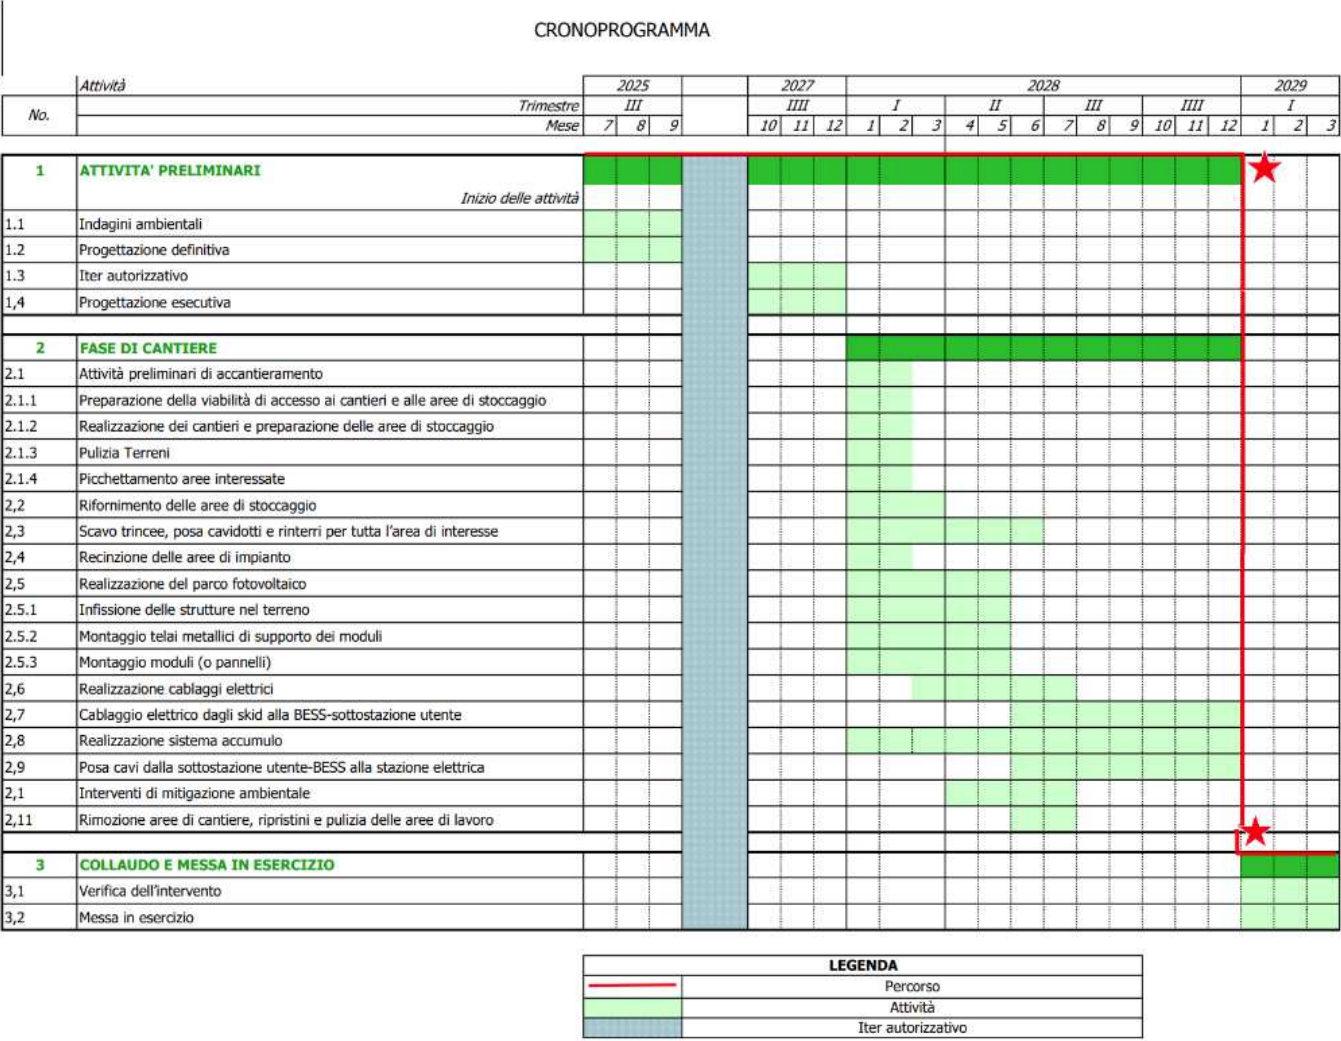 CRONOPROGRAMMA
Attività 2025 2027 2028 2029
No. Trimestre III IIII I II III IIII I
Mese 7 8 9 10 11 12 1 2 3 4 5 6 7 8 9 10 11 12 1 2 3
1 ATTIVITA' PRELIMINARI
Inizio delle attività
1.1 Indagini ambientali
1.2 Progettazione definitiva
1.3 Iter autorizzativo
1,4 Progettazione esecutiva
2 FASE DI CANTIERE
2.1 Attività preliminari di accantieramento
2.1.1 Preparazione della viabilità di accesso ai cantieri e alle aree di stoccaggio
2.1.2 Realizzazione dei cantieri e preparazione delle aree di stoccaggio
2.1.3 Pulizia Terreni
2.1.4 Picchettamento aree interessate
2,2 Rifornimento delle aree di stoccaggio
2,3 Scavo trincee, posa cavidotti e rinterri per tutta l'area di interesse
2,4 Recinzione delle aree di impianto
2,5 Realizzazione del parco fotovoltaico
2.5.1 Infissione delle strutture nel terreno
2.5.2 Montaggio telai metallici di supporto dei moduli
2.5.3 Montaggio moduli (o pannelli)
2,6 Realizzazione cablaggi elettrici
2,7 Cablaggio elettrico dagli skid alla BESS-sottostazione utente
2,8 Realizzazione sistema accumulo
2,9 Posa cavi dalla sottostazione utente-BESS alla stazione elettrica
2,1 Interventi di mitigazione ambientale
2,11 Rimozione aree di cantiere, ripristini e pulizia delle aree di lavoro
3 COLLAUDO E MESSA IN ESERCIZIO
3,1 Verifica dell'intervento
3,2 Messa in esercizio
LEGENDA
Percorso
Attività
Iter autorizzativo